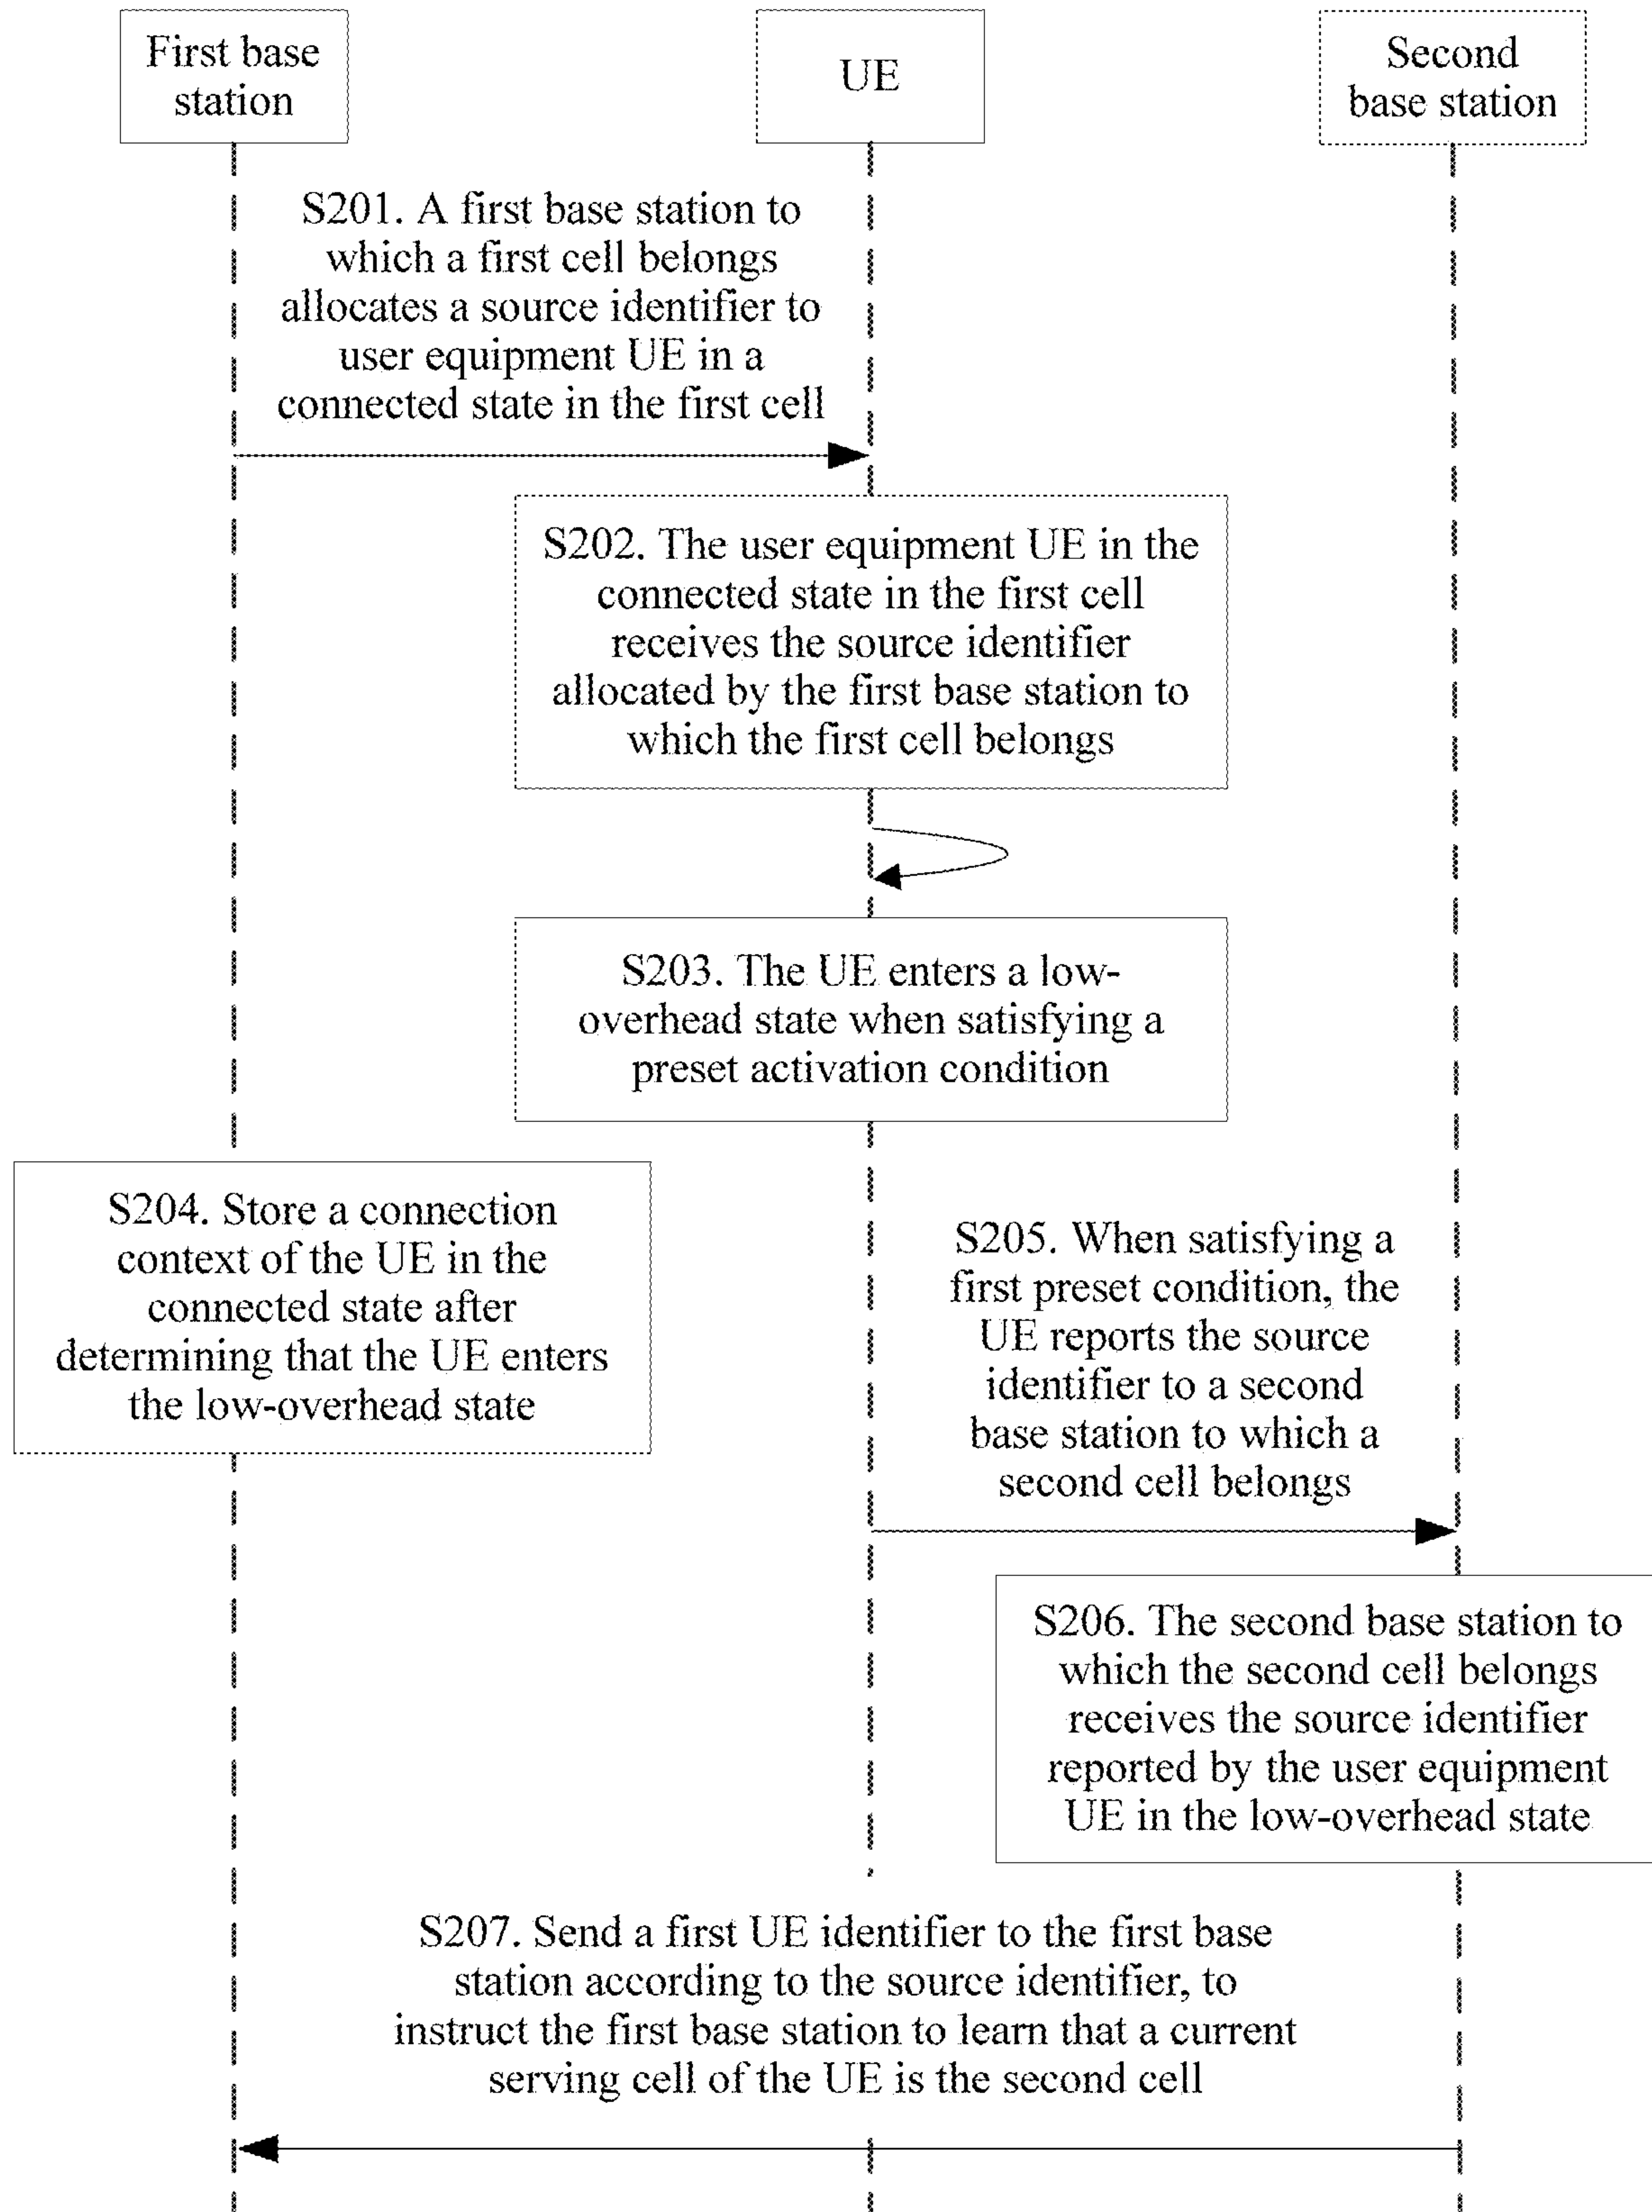 First base
station
UE
Second
base station
S201. A first base station to
which a first cell belongs
allocates a source identifier to
user equipment UE in a
connected state in the first cell
S202. The user equipment UE in the
connected state in the first cell
receives the source identifier
allocated by the first base station to
which the first cell belongs
S203. The UE enters a low-
overhead state when satisfying a
preset activation condition
S204. Store a connection
context of the UE in the
connected state after
determining that the UE enters
the low-overhead state
S205. When satisfying a
first preset condition, the
UE reports the source
identifier to a second
base station to which a
second cell belongs
S206. The second base station to
which the second cell belongs
receives the source identifier
reported by the user equipment
UE in the low-overhead state
S207. Send a first UE identifier to the first base
station according to the source identifier, to
instruct the first base station to learn that a current
serving cell of the UE is the second cell